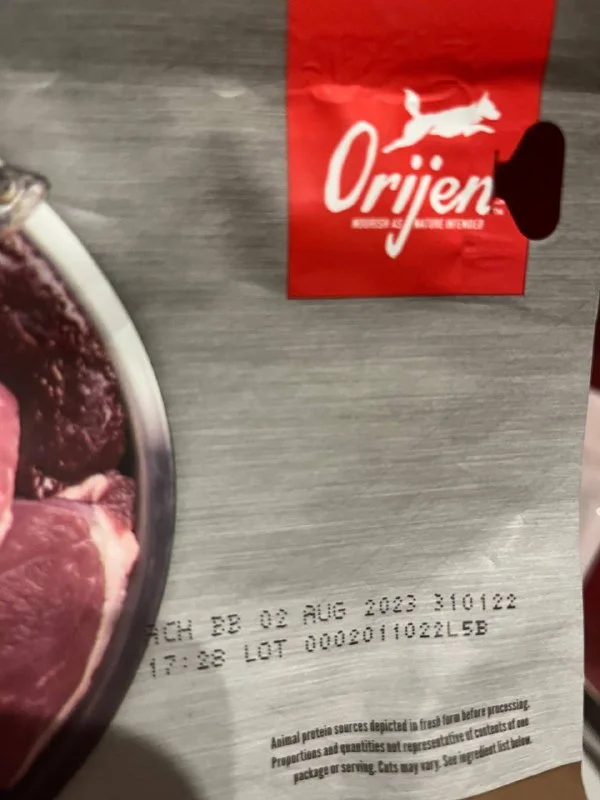 Orijen
NOURISH AS NATURE INTENDED
ACH BB 02 AUG 2023 310122
17:28 LOT 0002011022L5B
Animal protein sources depicted in fresh form before processing.
Proportions and quantities not representative of contents of one
package or serving. Cuts may vary. See ingredient list below.